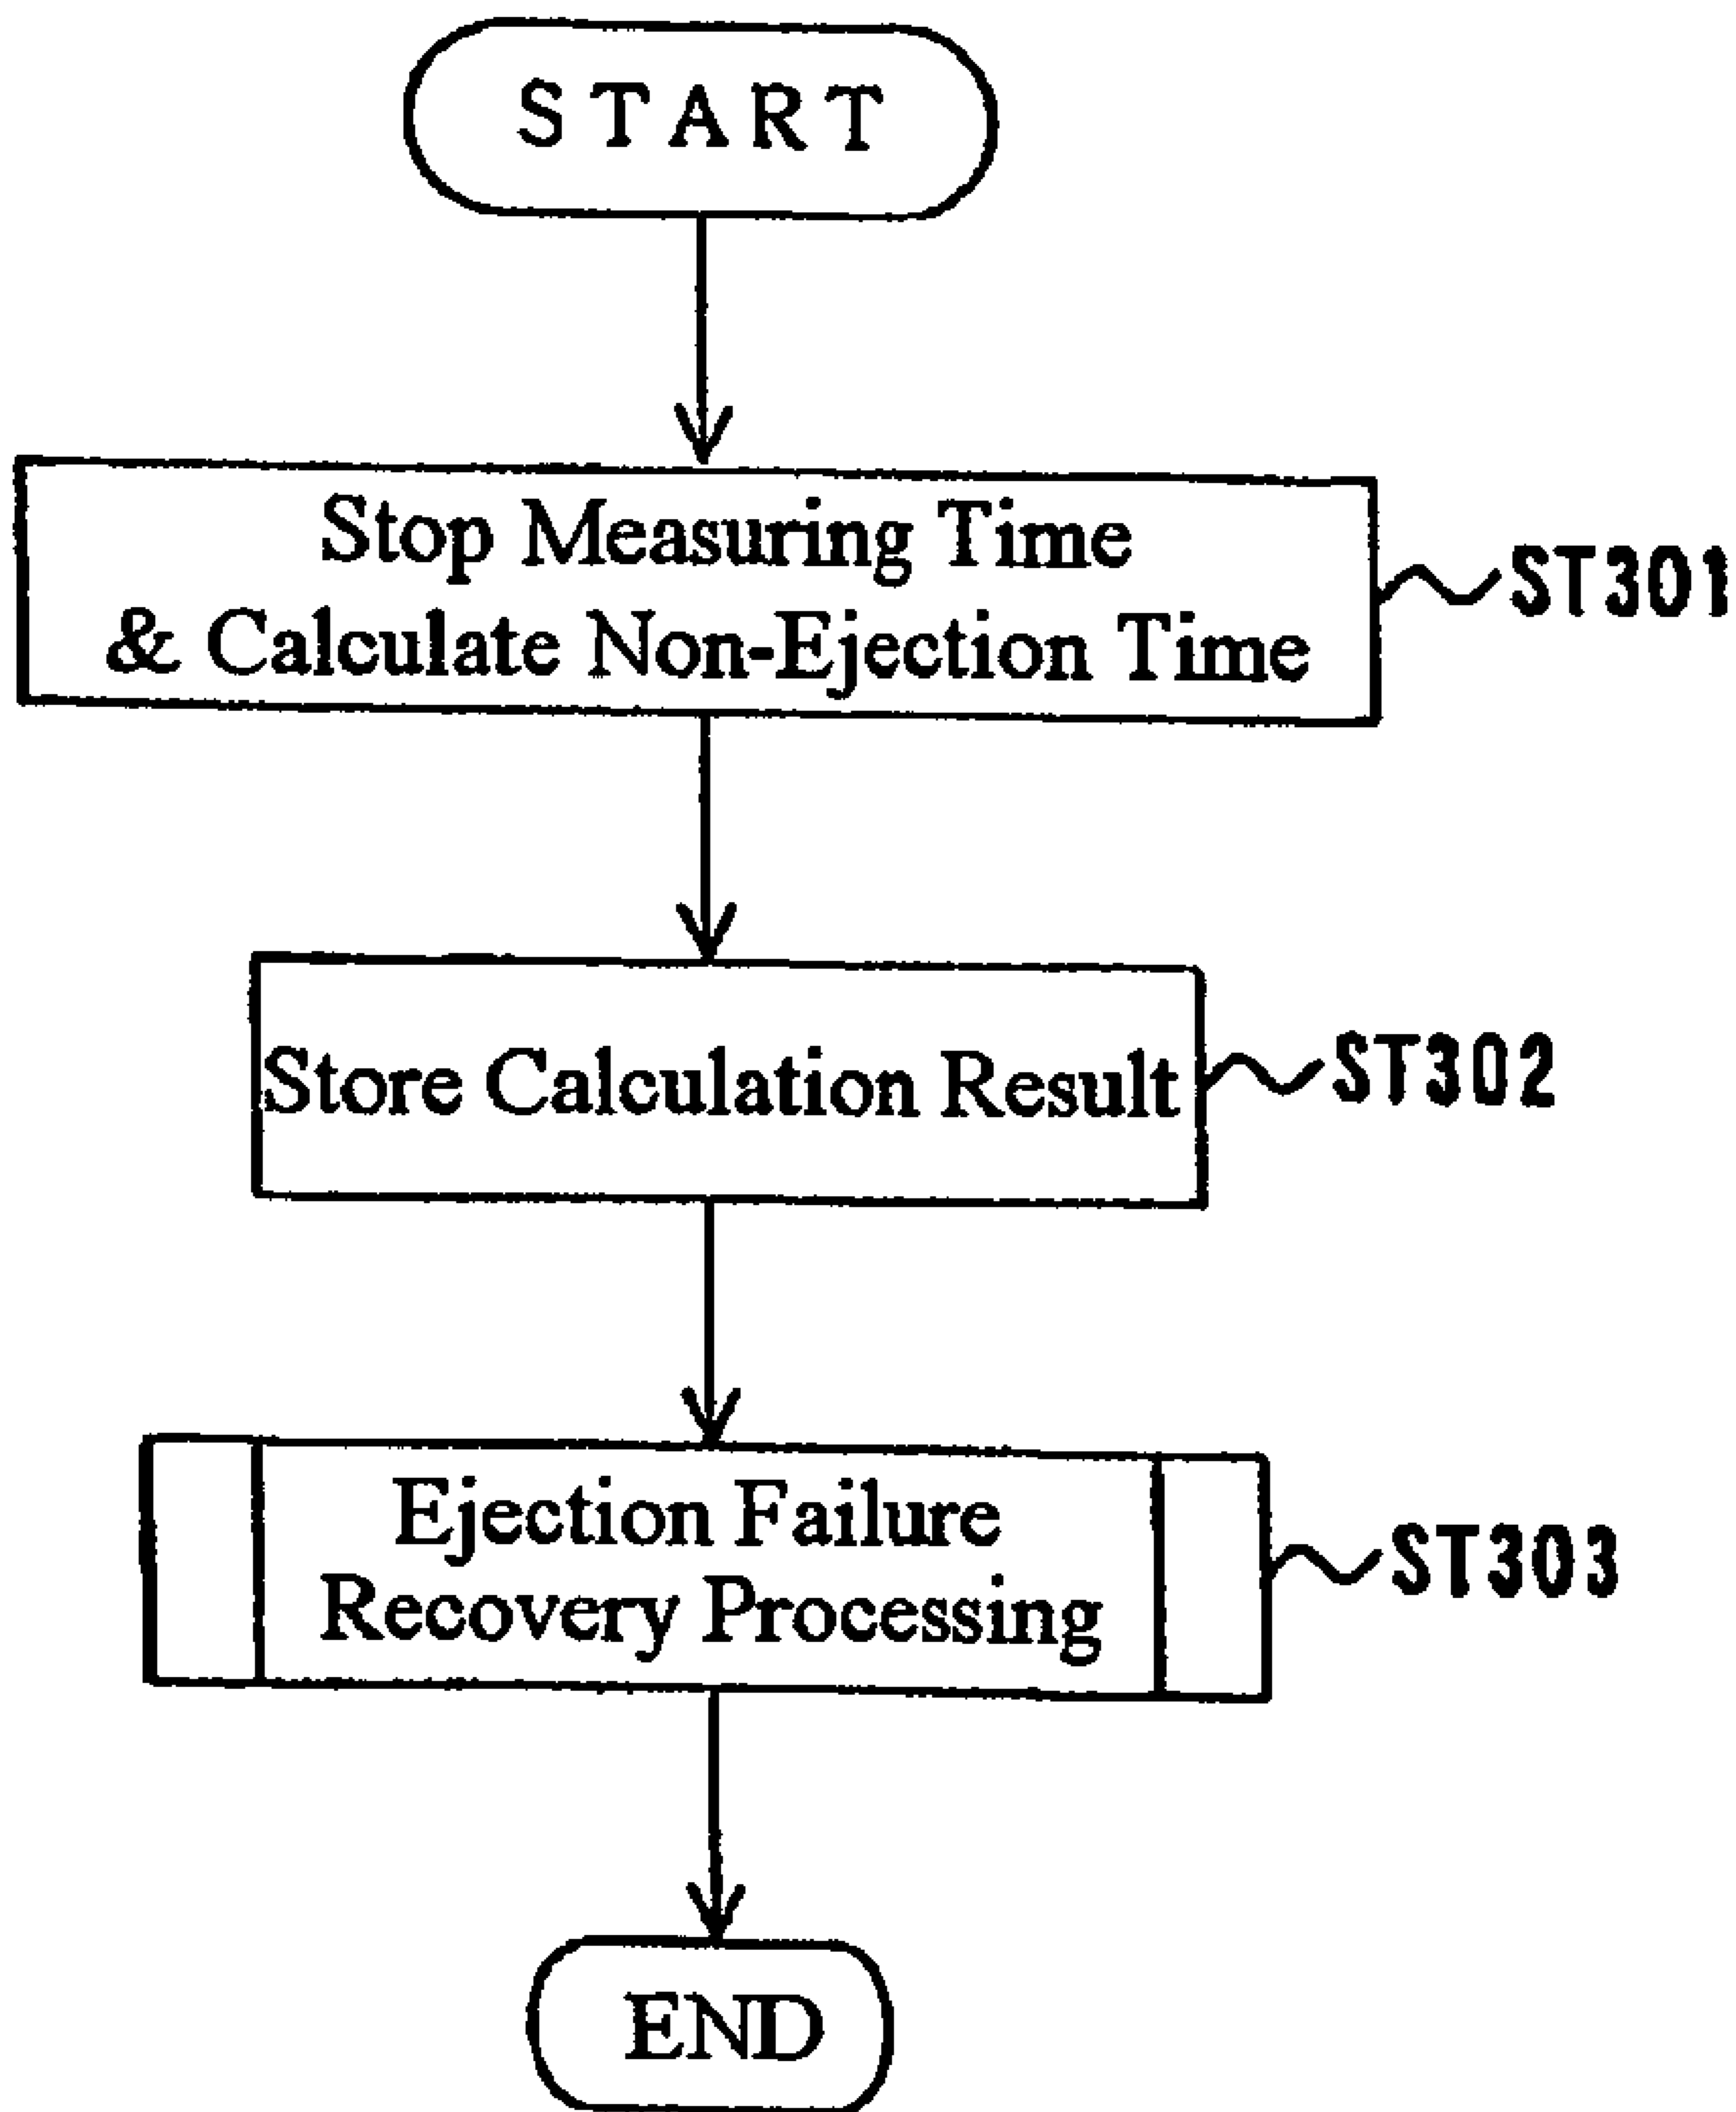 START
Stop Measuring Time
& Calculate Non-Ejection Time
ST301
Store Calculation Result
ST302
Ejection Failure
Recovery Processing
ST303
END